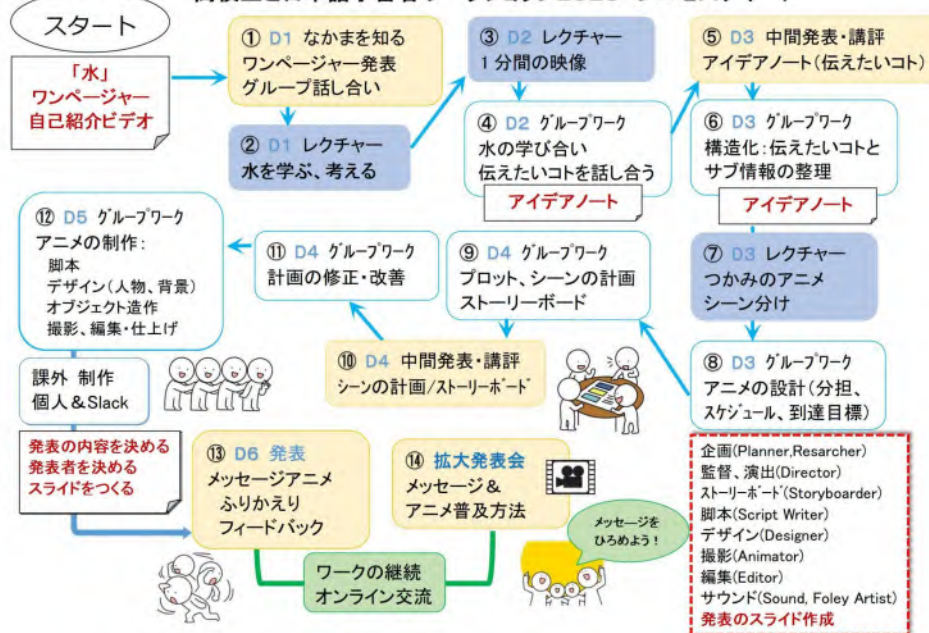 スタート
「水」
ワンページャー
自己紹介ビデオ
① D1 なかまを知る
ワンページャー発表
グループ話し合い
② D1 レクチャー
水を学ぶ、考える
③ D2 レクチャー
1分間の映像
④ D2 グループワーク
水の学び合い
伝えたいコトを話し合う
アイデアノート
⑤ D3 中間発表・講評
アイデアノート(伝えたいコト)
⑥ D3 グループワーク
構造化:伝えたいコトと
サブ情報の整理
アイデアノート
⑦ D3 レクチャー
つかみのアニメ
シーン分け
⑧ D3 グループワーク
アニメの設計(分担、
スケジュール、到達目標)
企画(Planner,Resarcher)
監督、演出(Director)
ストーリーボード(Storyboarder)
脚本(Script Writer)
デザイン(Designer)
撮影(Animator)
編集(Editor)
サウンド(Sound, Foley Artist)
発表のスライド作成
⑨ D4 グループワーク
プロット、シーンの計画
ストーリーボード
⑩ D4 中間発表・講評
シーンの計画/ストーリーボード
⑪ D4 グループワーク
計画の修正・改善
⑫ D5 グループワーク
アニメの制作:
脚本
デザイン(人物、背景)
オブジェクト造作
撮影、編集・仕上げ
課外 制作
個人&Slack
発表の内容を決める
発表者を決める
スライドをつくる
⑬ D6 発表
メッセージアニメ
ふりかえり
フィードバック
⑭ 拡大発表会
メッセージ&
アニメ普及方法
メッセージを
ひろめよう!
ワークの継続
オンライン交流